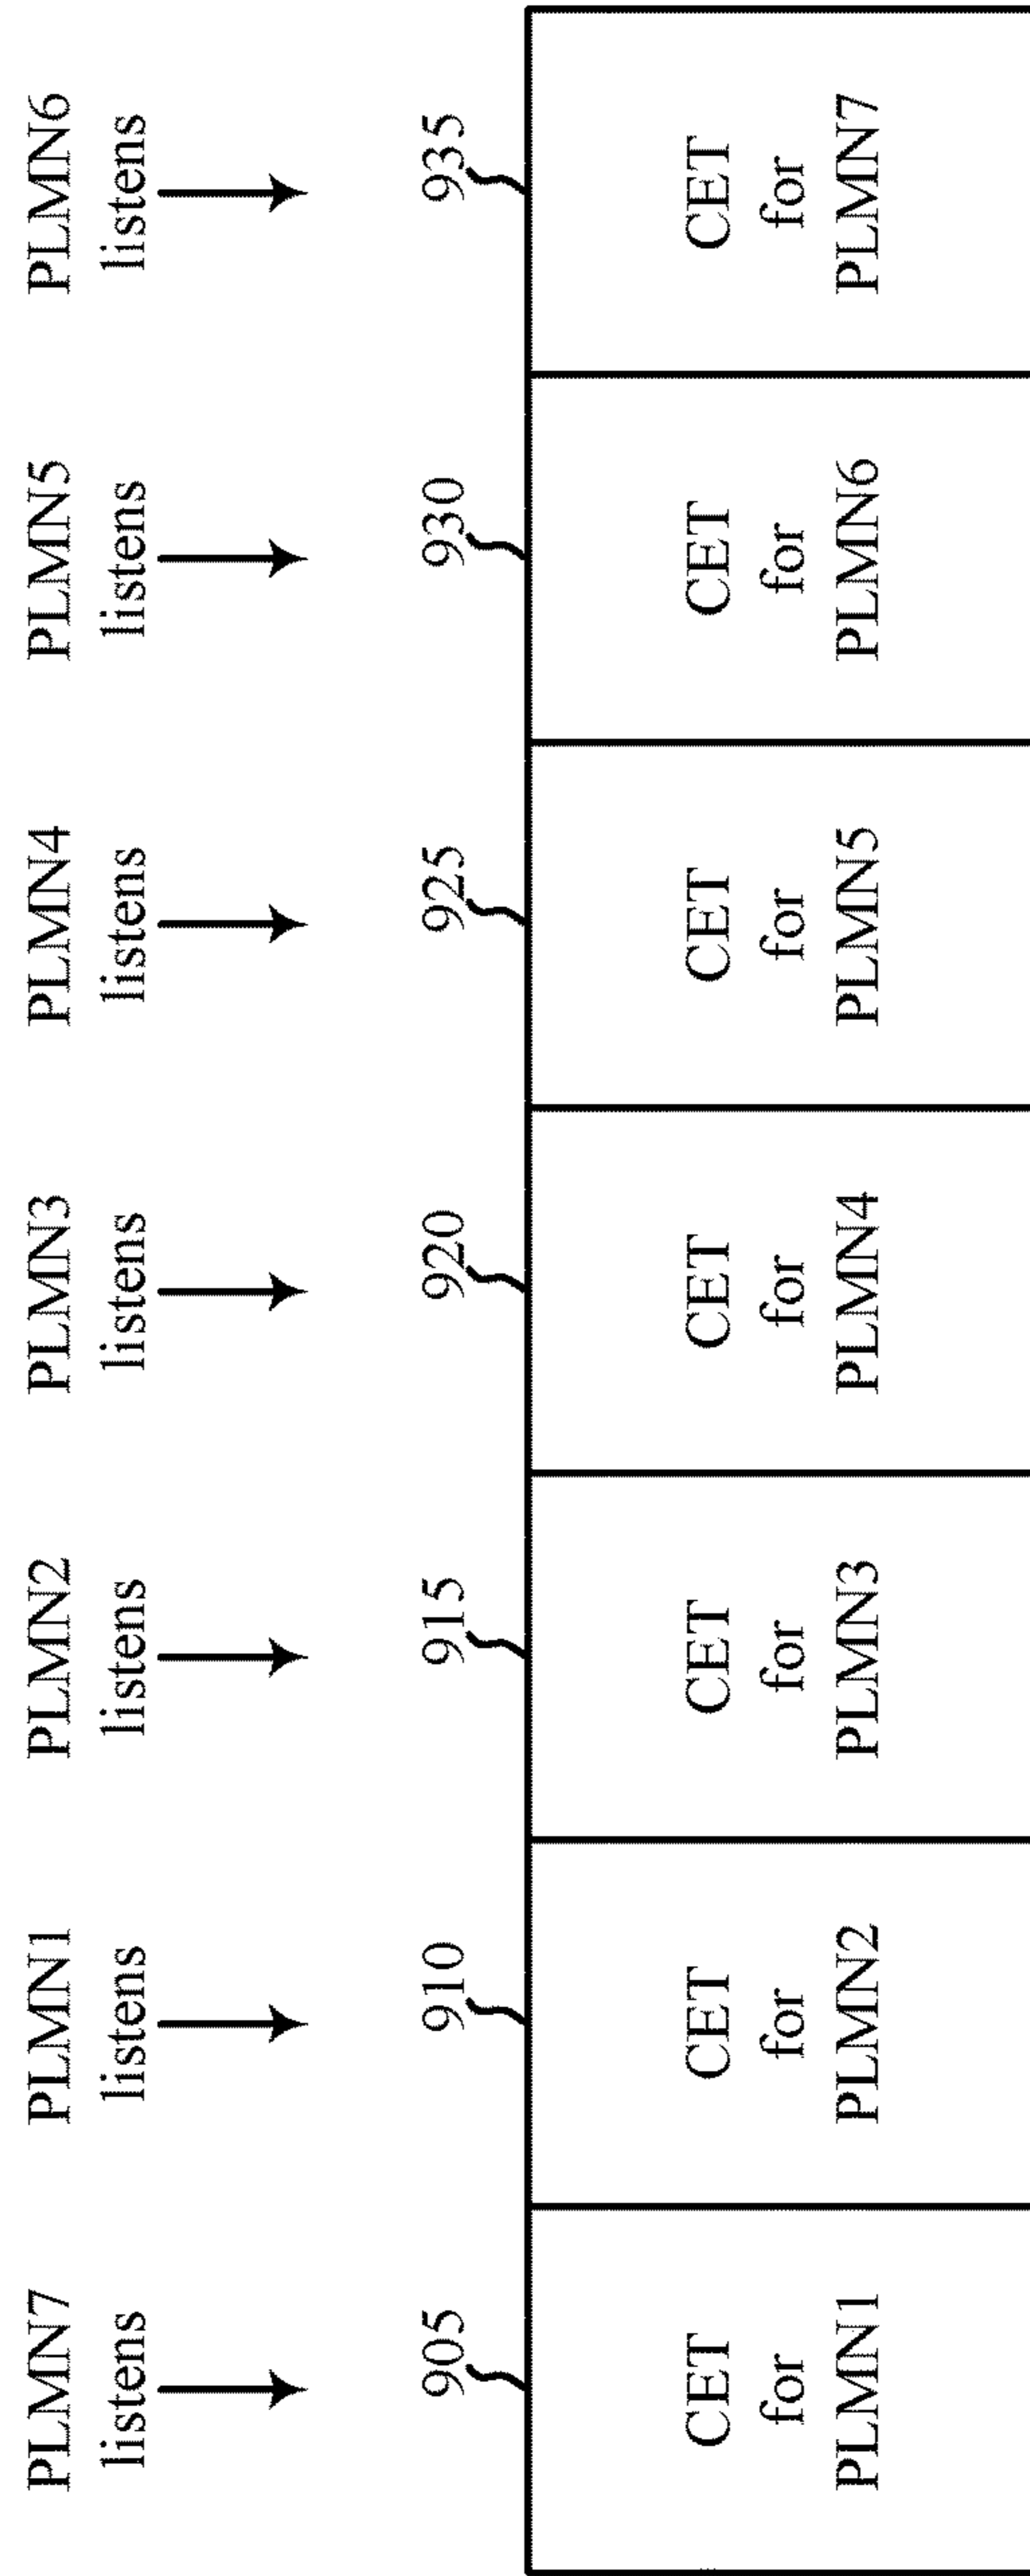 PLMN7
listens
PLMN1
listens
PLMN2
listens
PLMN3
listens
PLMN4
listens
PLMN5
listens
PLMN6
listens
905
910
915
920
925
930
935
CET
for
PLMN1
CET
for
PLMN2
CET
for
PLMN3
CET
for
PLMN4
CET
for
PLMN5
CET
for
PLMN6
CET
for
PLMN7